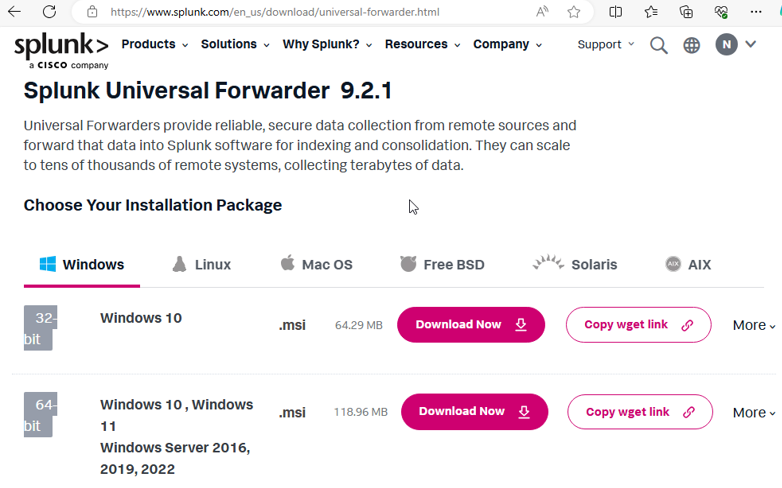 https://www.splunk.com/en_us/download/universal-forwarder.html
splunk> Products Solutions Why Splunk? Resources Company Support N
a CISCO company
Splunk Universal Forwarder 9.2.1
Universal Forwarders provide reliable, secure data collection from remote sources and
forward that data into Splunk software for indexing and consolidation. They can scale
to tens of thousands of remote systems, collecting terabytes of data.
Choose Your Installation Package
Windows Linux Mac OS Free BSD Solaris AIX AIX
32-
bit
Windows 10
.msi 64.29 MB Download Now Copy wget link More
64-
bit
Windows 10 , Windows
11
Windows Server 2016,
2019, 2022
.msi 118.96 MB Download Now Copy wget link More